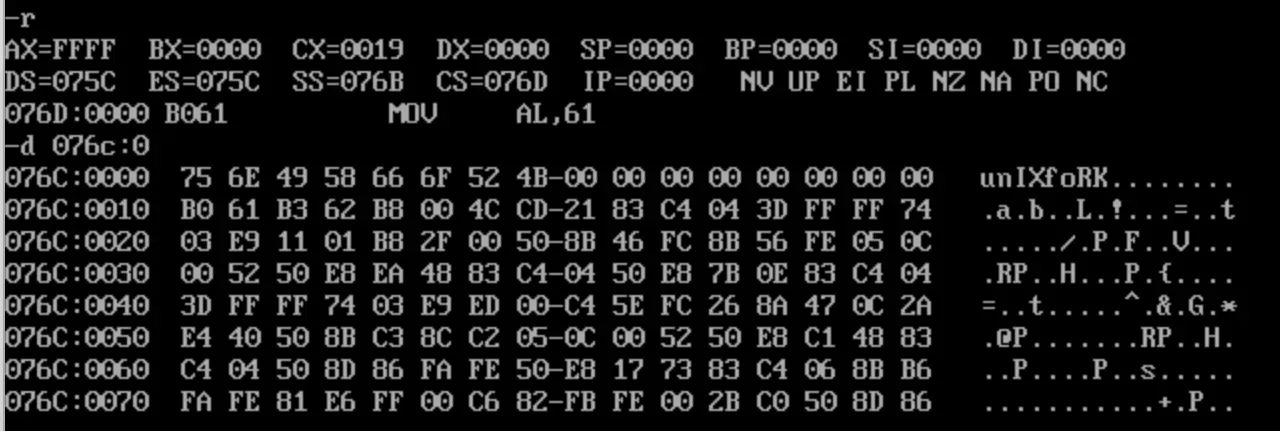 -r
AX=FFFF  BX=0000  CX=0019  DX=0000  SP=0000  BP=0000  SI=0000  DI=0000
DS=075C  ES=075C  SS=076B  CS=076D  IP=0000   NV UP EI PL NZ NA PO NC
076D:0000 B061          MOV     AL,61
-d 076c:0
076C:0000  75 6E 49 58 66 6F 52 4B-00 00 00 00 00 00 00 00   unIXfoRK........
076C:0010  B0 61 B3 62 B8 00 4C CD-21 83 C4 04 3D FF FF 74   .a.b..L.!...=..t
076C:0020  03 E9 11 01 B8 2F 00 50-8B 46 FC 8B 56 FE 05 0C   ...../.P.F..V...
076C:0030  00 52 50 E8 EA 48 83 C4-04 50 E8 7B 0E 83 C4 04   .RP..H...P.{....
076C:0040  3D FF FF 74 03 E9 ED 00-C4 5E FC 26 8A 47 0C 2A   =..t.....^.&.G.*
076C:0050  E4 40 50 8B C3 8C C2 05-0C 00 52 50 E8 C1 48 83   .@P.......RP..H.
076C:0060  C4 04 50 8D 86 FA FE 50-E8 17 73 83 C4 06 8B B6   ..P....P..s.....
076C:0070  FA FE 81 E6 FF 00 C6 82-FB FE 00 2B C0 50 8D 86   ...........+.P..